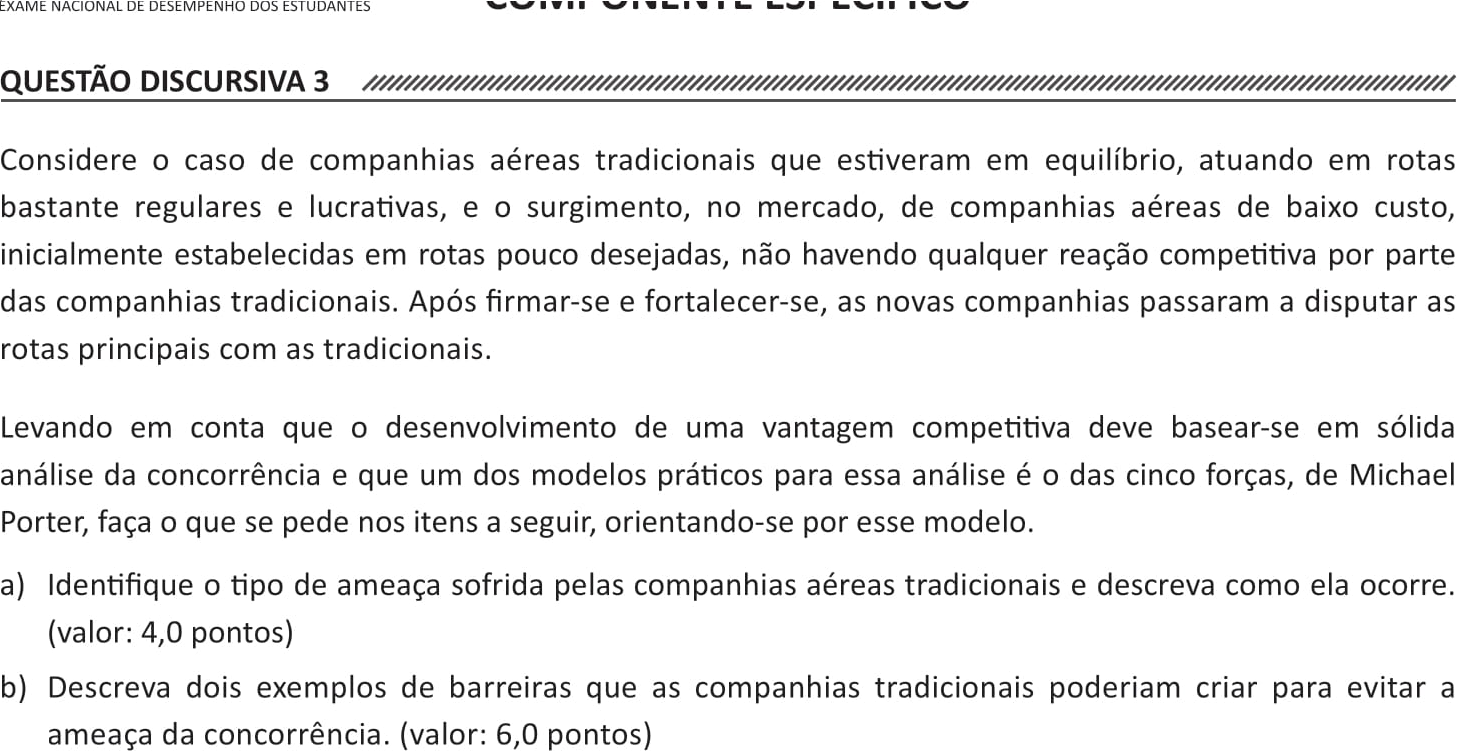 EXAME NACIONAL DE DESEMPENHO DOS ESTUDANTES
COMPONENTE ESPECÍFICO
QUESTÃO DISCURSIVA 3
Considere o caso de companhias aéreas tradicionais que estiveram em equilíbrio, atuando em rotas
bastante regulares e lucrativas, e o surgimento, no mercado, de companhias aéreas de baixo custo,
inicialmente estabelecidas em rotas pouco desejadas, não havendo qualquer reação competitiva por parte
das companhias tradicionais. Após firmar-se e fortalecer-se, as novas companhias passaram a disputar as
rotas principais com as tradicionais.
Levando em conta que o desenvolvimento de uma vantagem competitiva deve basear-se em sólida
análise da concorrência e que um dos modelos práticos para essa análise é o das cinco forças, de Michael
Porter, faça o que se pede nos itens a seguir, orientando-se por esse modelo.
a) Identifique o tipo de ameaça sofrida pelas companhias aéreas tradicionais e descreva como ela ocorre.
(valor: 4,0 pontos)
b) Descreva dois exemplos de barreiras que as companhias tradicionais poderiam criar para evitar a
ameaça da concorrência. (valor: 6,0 pontos)